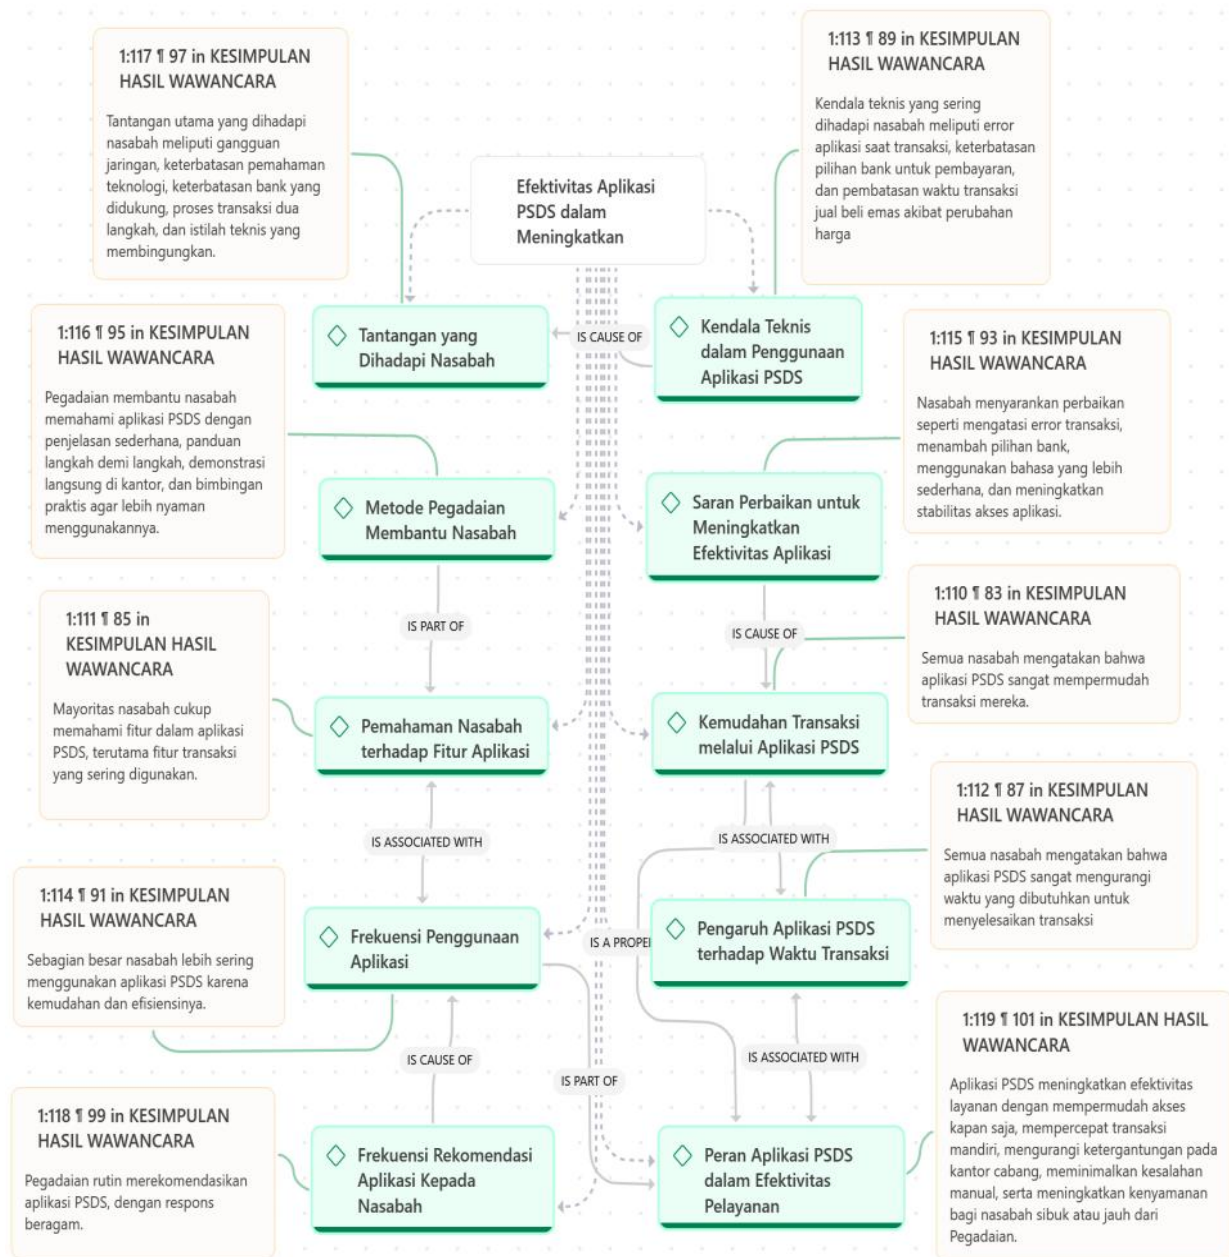 1:117 ¶ 97 in KESIMPULAN
HASIL WAWANCARA
Tantangan utama yang dihadapi
nasabah meliputi gangguan
jaringan, keterbatasan pemahaman
teknologi, keterbatasan bank yang
didukung, proses transaksi dua
langkah, dan istilah teknis yang
membingungkan.
Efektivitas Aplikasi
PSDS dalam
Meningkatkan
1:113 ¶ 89 in KESIMPULAN
HASIL WAWANCARA
Kendala teknis yang sering
dihadapi nasabah meliputi error
aplikasi saat transaksi, keterbatasan
pilihan bank untuk pembayaran,
dan pembatasan waktu transaksi
jual beli emas akibat perubahan
harga
Tantangan yang
Dihadapi Nasabah
IS CAUSE OF
Kendala Teknis
dalam Penggunaan
Aplikasi PSDS
1:116 ¶ 95 in KESIMPULAN
HASIL WAWANCARA
Pegadaian membantu nasabah
memahami aplikasi PSDS dengan
penjelasan sederhana, panduan
langkah demi langkah, demonstrasi
langsung di kantor, dan bimbingan
praktis agar lebih nyaman
menggunakannya.
1:115 ¶ 93 in KESIMPULAN
HASIL WAWANCARA
Nasabah menyarankan perbaikan
seperti mengatasi error transaksi,
menambah pilihan bank,
menggunakan bahasa yang lebih
sederhana, dan meningkatkan
stabilitas akses aplikasi.
Metode Pegadaian
Membantu Nasabah
Saran Perbaikan untuk
Meningkatkan
Efektivitas Aplikasi
IS PART OF
IS CAUSE OF
1:111 ¶ 85 in
KESIMPULAN HASIL
WAWANCARA
Mayoritas nasabah cukup
memahami fitur dalam aplikasi
PSDS, terutama fitur transaksi
yang sering digunakan.
1:110 ¶ 83 in KESIMPULAN
HASIL WAWANCARA
Semua nasabah mengatakan bahwa
aplikasi PSDS sangat mempermudah
transaksi mereka.
Pemahaman Nasabah
terhadap Fitur Aplikasi
Kemudahan Transaksi
melalui Aplikasi PSDS
IS ASSOCIATED WITH
IS ASSOCIATED WITH
1:112 ¶ 87 in KESIMPULAN
HASIL WAWANCARA
Semua nasabah mengatakan bahwa
aplikasi PSDS sangat mengurangi
waktu yang dibutuhkan untuk
menyelesaikan transaksi
1:114 ¶ 91 in KESIMPULAN
HASIL WAWANCARA
Sebagian besar nasabah lebih sering
menggunakan aplikasi PSDS karena
kemudahan dan efisiensinya.
Frekuensi Penggunaan
Aplikasi
IS A PROPE
Pengaruh Aplikasi PSDS
terhadap Waktu Transaksi
IS CAUSE OF
IS PART OF
IS ASSOCIATED WITH
1:118 ¶ 99 in KESIMPULAN
HASIL WAWANCARA
Pegadaian rutin merekomendasikan
aplikasi PSDS, dengan respons
beragam.
Frekuensi Rekomendasi
Aplikasi Kepada
Nasabah
Peran Aplikasi PSDS
dalam Efektivitas
Pelayanan
1:119 ¶ 101 in KESIMPULAN HASIL
WAWANCARA
Aplikasi PSDS meningkatkan efektivitas
layanan dengan mempermudah akses
kapan saja, mempercepat transaksi
mandiri, mengurangi ketergantungan pada
kantor cabang, meminimalkan kesalahan
manual, serta meningkatkan kenyamanan
bagi nasabah sibuk atau jauh dari
Pegadaian.